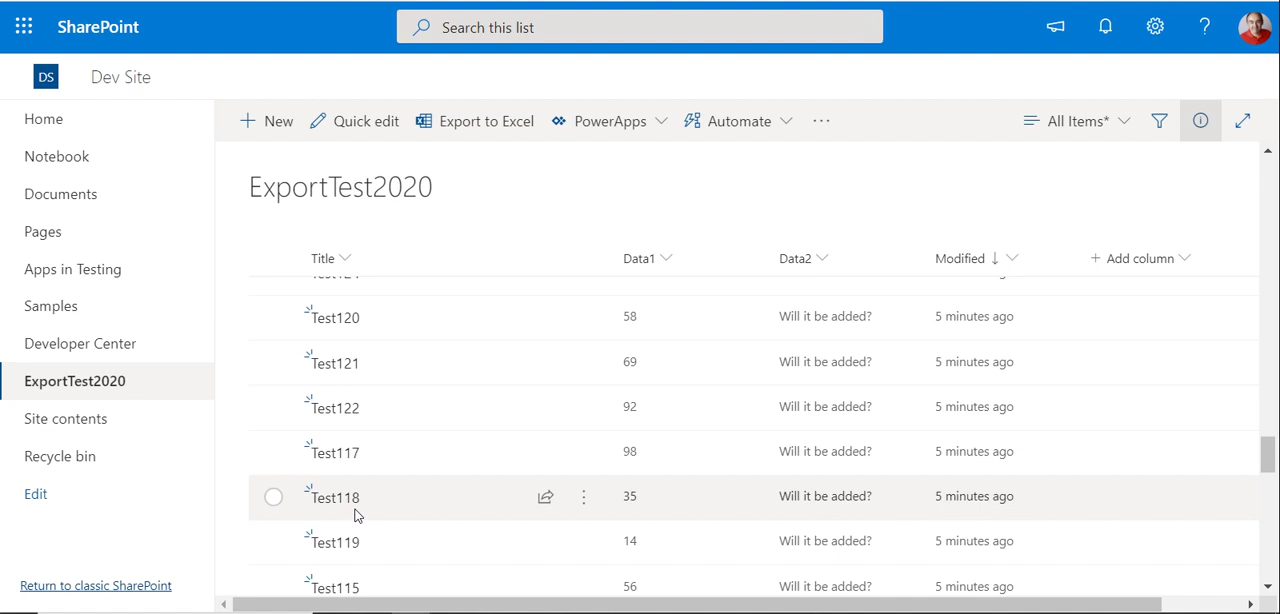 SharePoint
Search this list
?
DS
Dev Site
Home
Notebook
Documents
Pages
Apps in Testing
Samples
Developer Center
ExportTest2020
Site contents
Recycle bin
Edit
Return to classic SharePoint
+ New Quick edit Export to Excel PowerApps Automate ... All Items*
ExportTest2020
Title Data1 Data2 Modified ↓ + Add column
Test120 58 Will it be added? 5 minutes ago
Test121 69 Will it be added? 5 minutes ago
Test122 92 Will it be added? 5 minutes ago
Test117 98 Will it be added? 5 minutes ago
Test118 35 Will it be added? 5 minutes ago
Test119 14 Will it be added? 5 minutes ago
Test115 56 Will it be added? 5 minutes ago